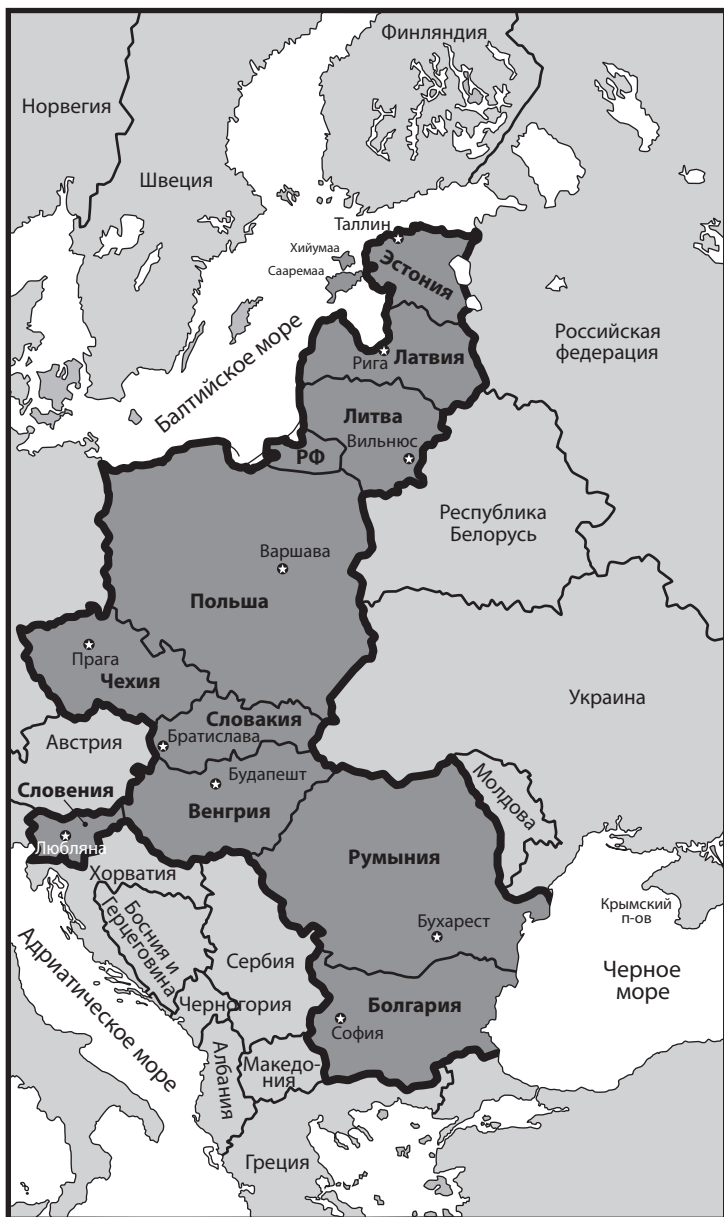 Финляндия
Норвегия
Швеция
Таллин
Хийумаа
Сааремаа
Эстония
Балтийское море
Российская
федерация
Рига
Латвия
Литва
Вильнюс
РФ
Республика
Белорусь
Варшава
Польша
Прага
Чехия
Украина
Словакия
Братислава
Австрия
Будапешт
Словения
Венгрия
Молдова
Любляна
Румыния
Хорватия
Крымский
п-ов
Босния и
Герцеговина
Бухарест
Сербия
Черное
море
Адриатическое море
Черногория
Болгария
София
Албания
Македо-
ния
Греция